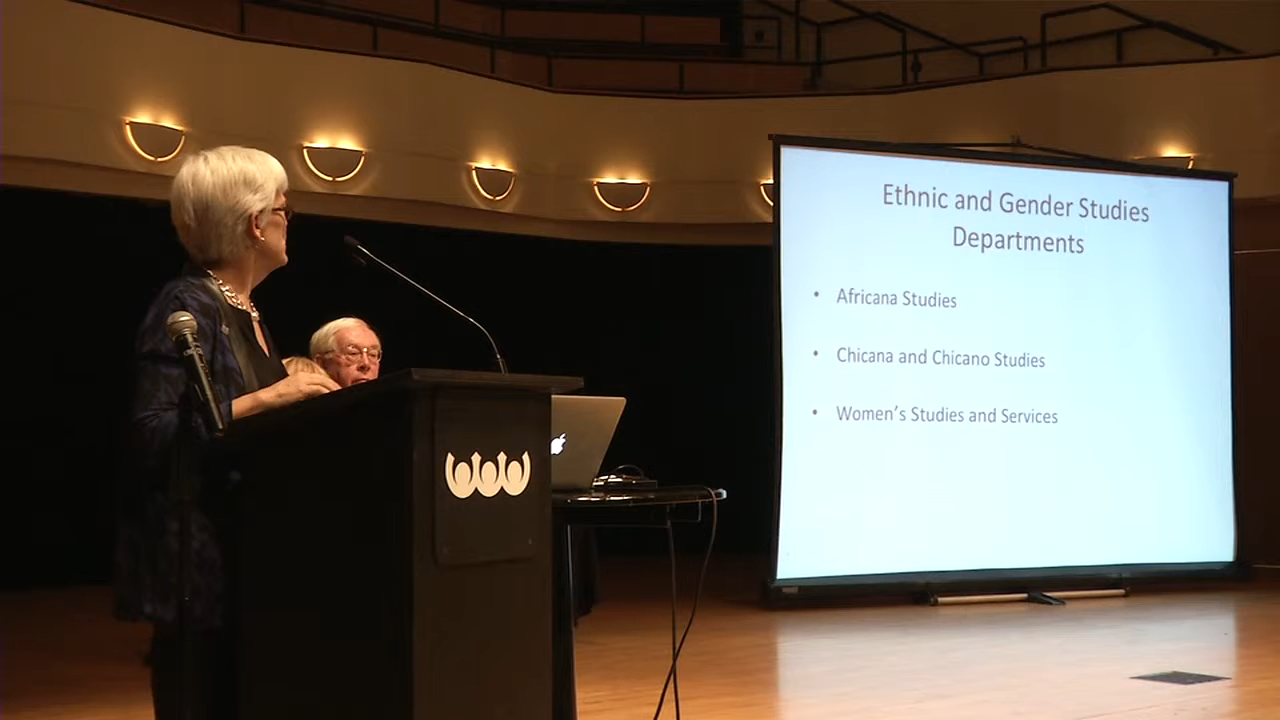 Ethnic and Gender Studies
Departments
• Africana Studies
• Chicana and Chicano Studies
• Women's Studies and Services